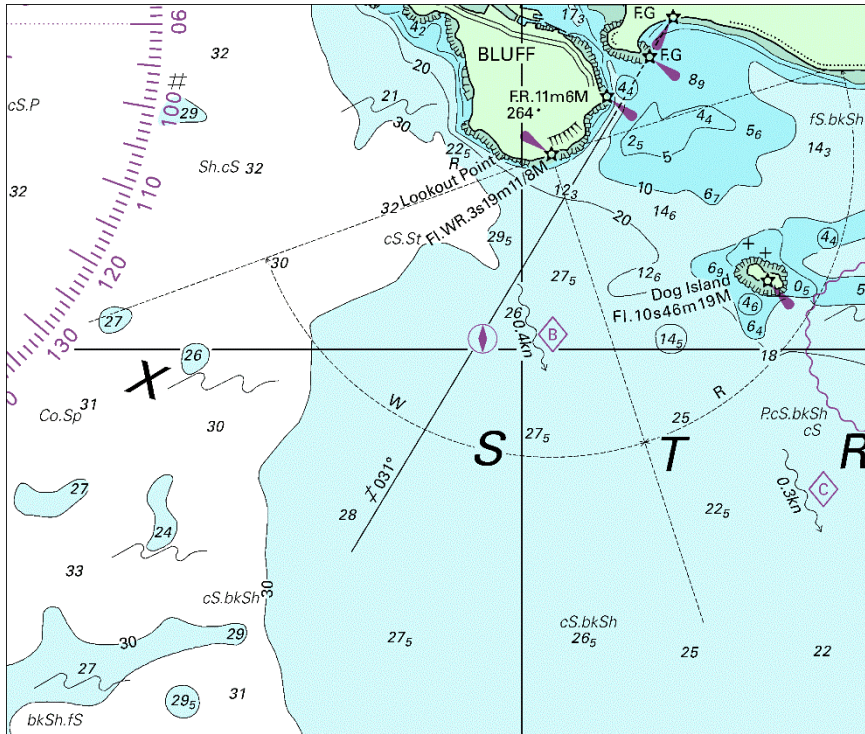 06
32
F.G
17₃
4₂
BLUFF
F.G
20
4₄
8₉
21
F.R.11m6M
264
cS.P
100
29
30
4₄
fS.bkSh
5₆
2₅
14₃
22₅
5
R
Sh.cS 32
Lookout Point
Fl.WR.3s19m11/8M
110
32
12₃
10
6₇
32
20
14₆
cS.St
29₅
4₄
120
30
27₅
12₆
6₉
Dog Island
0₅
5
Fl.10s46m19M
4₆
27
26
0.4kn
B
6₄
130
14₅
18
26
0
X
31
Co.Sp
W
R
P.cS.bkSh
30
25
cS
27₅
S
T
R
031°
27
28
0.3kn
C
22₅
24
33
30
cS.bkSh
cS.bkSh
29
30
27₅
26₅
25
22
27
31
29₅
bkSh.fS